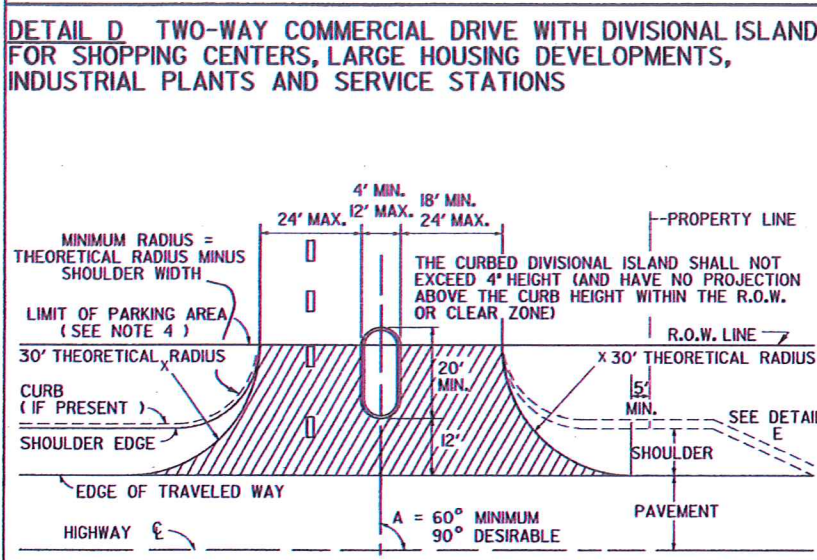 DETAIL D TWO-WAY COMMERCIAL DRIVE WITH DIVISIONAL ISLAND
FOR SHOPPING CENTERS, LARGE HOUSING DEVELOPMENTS,
INDUSTRIAL PLANTS AND SERVICE STATIONS
4' MIN.
12' MAX.
18' MIN.
24' MAX.
24' MAX.
PROPERTY LINE
MINIMUM RADIUS =
THEORETICAL RADIUS MINUS
SHOULDER WIDTH
THE CURBED DIVISIONAL ISLAND SHALL NOT
EXCEED 4" HEIGHT (AND HAVE NO PROJECTION
ABOVE THE CURB HEIGHT WITHIN THE R.O.W.
OR CLEAR ZONE)
LIMIT OF PARKING AREA
( SEE NOTE 4 )
R.O.W. LINE
30' THEORETICAL RADIUS
X
X 30' THEORETICAL RADIUS
20'
MIN.
CURB
( IF PRESENT )
5'
MIN.
SEE DETAIL
E
SHOULDER EDGE
12'
SHOULDER
EDGE OF TRAVELED WAY
PAVEMENT
HIGHWAY ℄
A = 60° MINIMUM
90° DESIRABLE